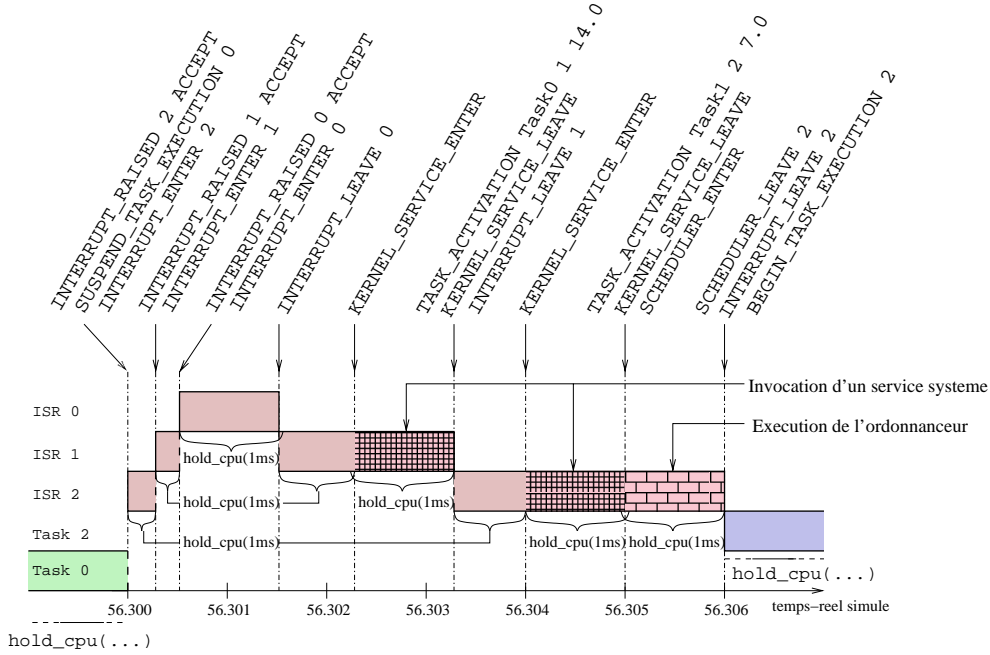 INTERRUPT_RAISED 2 ACCEPT
SUSPEND_TASK_EXECUTION 0
INTERRUPT_ENTER 2
INTERRUPT_RAISED 1 ACCEPT
INTERRUPT_ENTER 1
INTERRUPT_RAISED 0 ACCEPT
INTERRUPT_ENTER 0
INTERRUPT_LEAVE 0
KERNEL_SERVICE_ENTER
TASK_ACTIVATION Task0 1 14.0
KERNEL_SERVICE_LEAVE
INTERRUPT_LEAVE 1
KERNEL_SERVICE_ENTER
TASK_ACTIVATION Task1 2 7.0
KERNEL_SERVICE_LEAVE
SCHEDULER_ENTER
SCHEDULER_LEAVE 2
INTERRUPT_LEAVE 2
BEGIN_TASK_EXECUTION 2
Invocation d'un service systeme
ISR 0
Execution de l'ordonnanceur
ISR 1
hold_cpu(1ms)
ISR 2
hold_cpu(1ms)
hold_cpu(1ms)
Task 2
hold_cpu(1ms)
hold_cpu(1ms)
hold_cpu(1ms)
Task 0
hold_cpu(...)
56.300
56.301
56.302
56.303
56.304
56.305
56.306
temps-reel simule
hold_cpu(...)